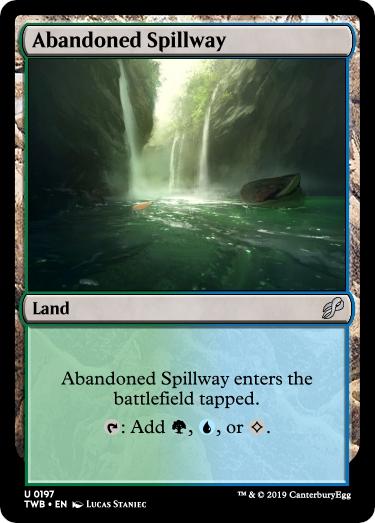 Abandoned Spillway
Land
Abandoned Spillway enters the
battlefield tapped.
: Add , , or .
U 0197
TWB • EN Lucas Staniec
™ & © 2019 CanterburyEgg